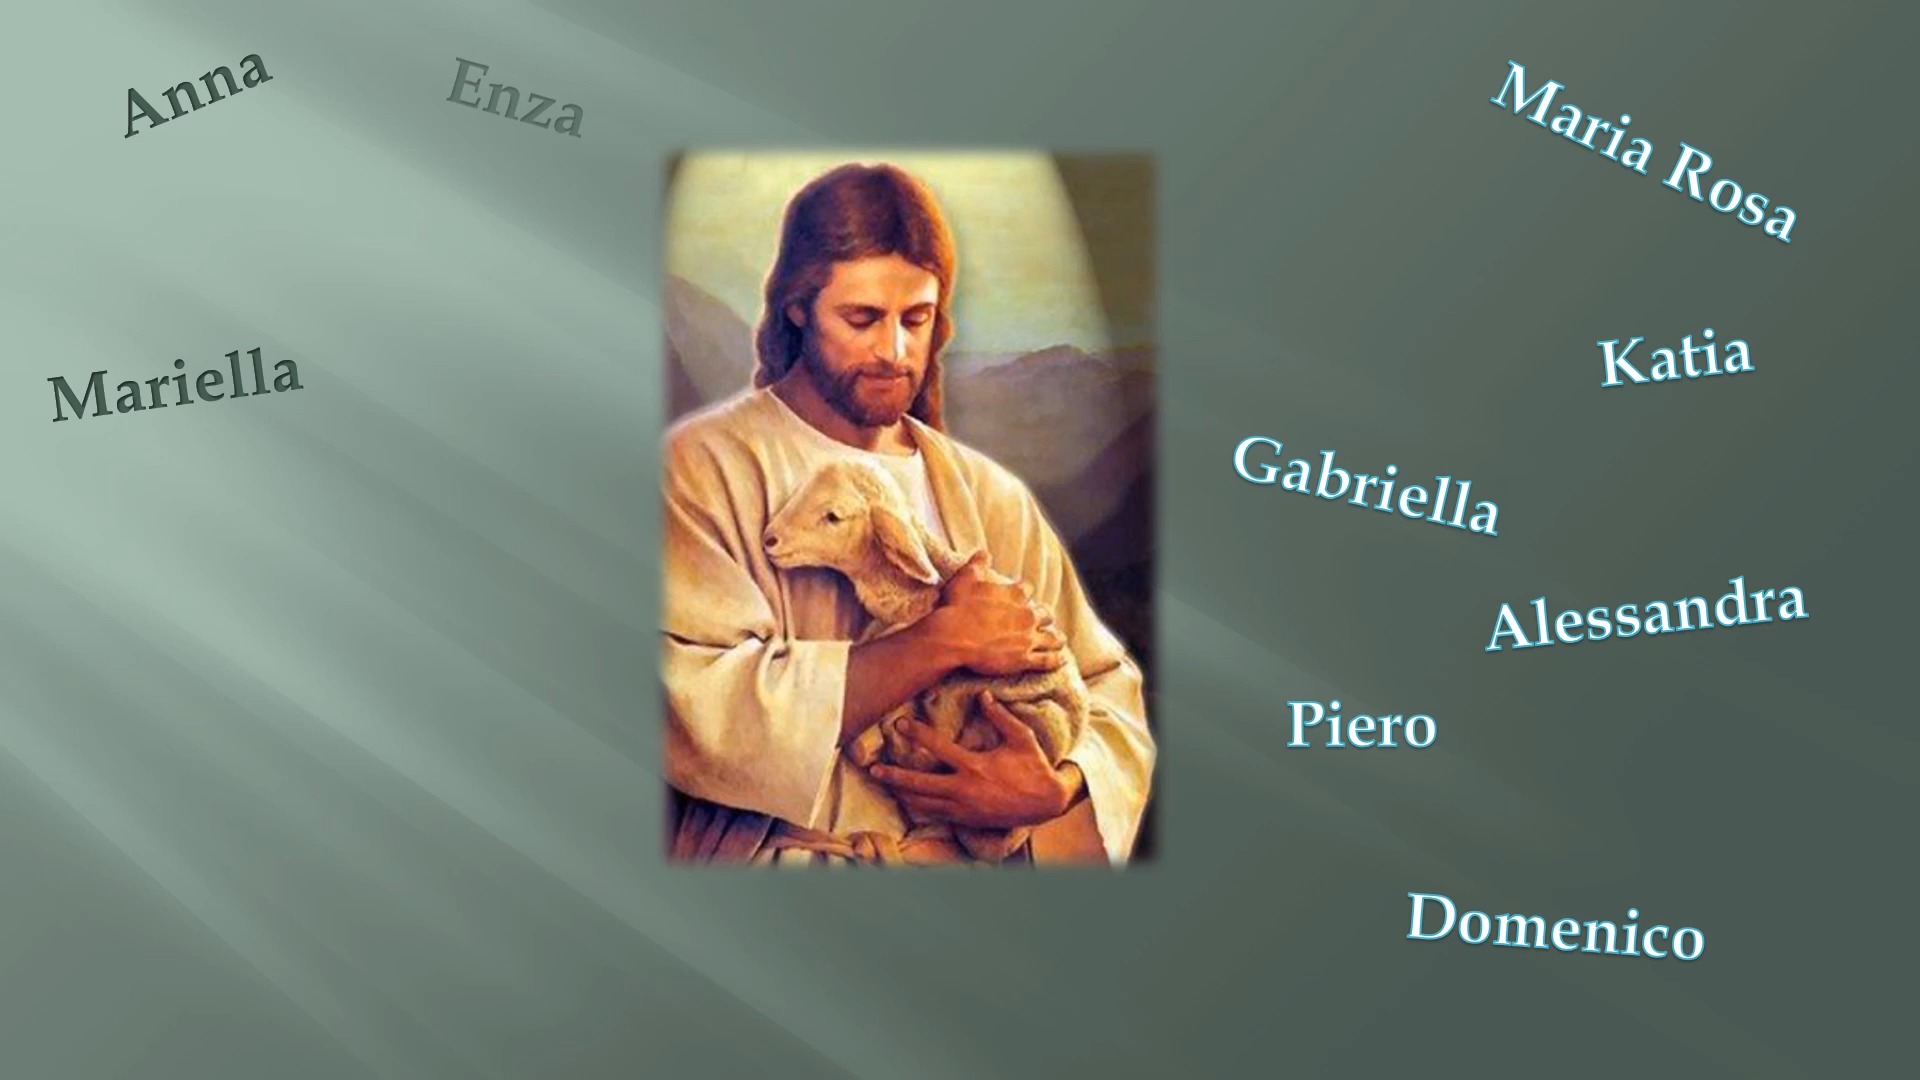 Anna
Enza
Maria Rosa
Mariella
Katia
Gabriella
Alessandra
Piero
Domenico